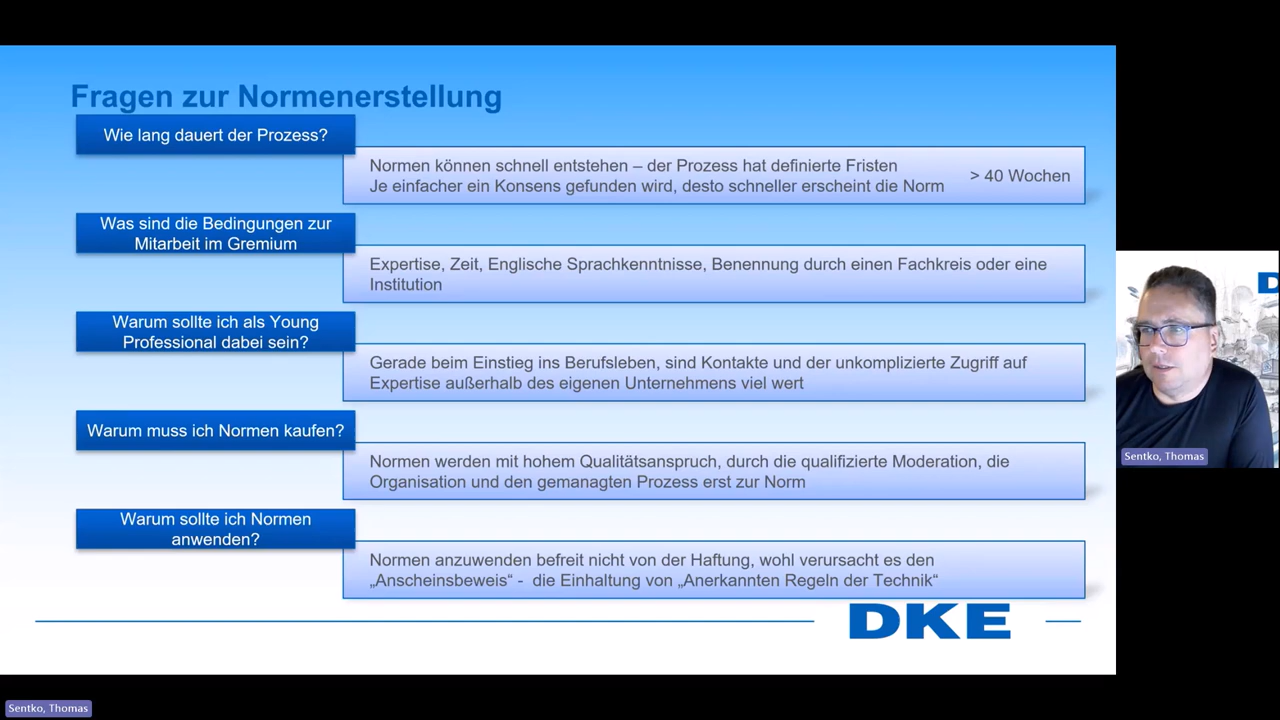 Fragen zur Normenerstellung
Wie lang dauert der Prozess?
Normen können schnell entstehen – der Prozess hat definierte Fristen
Je einfacher ein Konsens gefunden wird, desto schneller erscheint die Norm
> 40 Wochen
Was sind die Bedingungen zur
Mitarbeit im Gremium
Expertise, Zeit, Englische Sprachkenntnisse, Benennung durch einen Fachkreis oder eine
Institution
Warum sollte ich als Young
Professional dabei sein?
Gerade beim Einstieg ins Berufsleben, sind Kontakte und der unkomplizierte Zugriff auf
Expertise außerhalb des eigenen Unternehmens viel wert
Warum muss ich Normen kaufen?
Normen werden mit hohem Qualitätsanspruch, durch die qualifizierte Moderation, die
Organisation und den gemanagten Prozess erst zur Norm
Warum sollte ich Normen
anwenden?
Normen anzuwenden befreit nicht von der Haftung, wohl verursacht es den
„Anscheinsbeweis“ -  die Einhaltung von „Anerkannten Regeln der Technik“
DKE
D
Sentko, Thomas
Sentko, Thomas